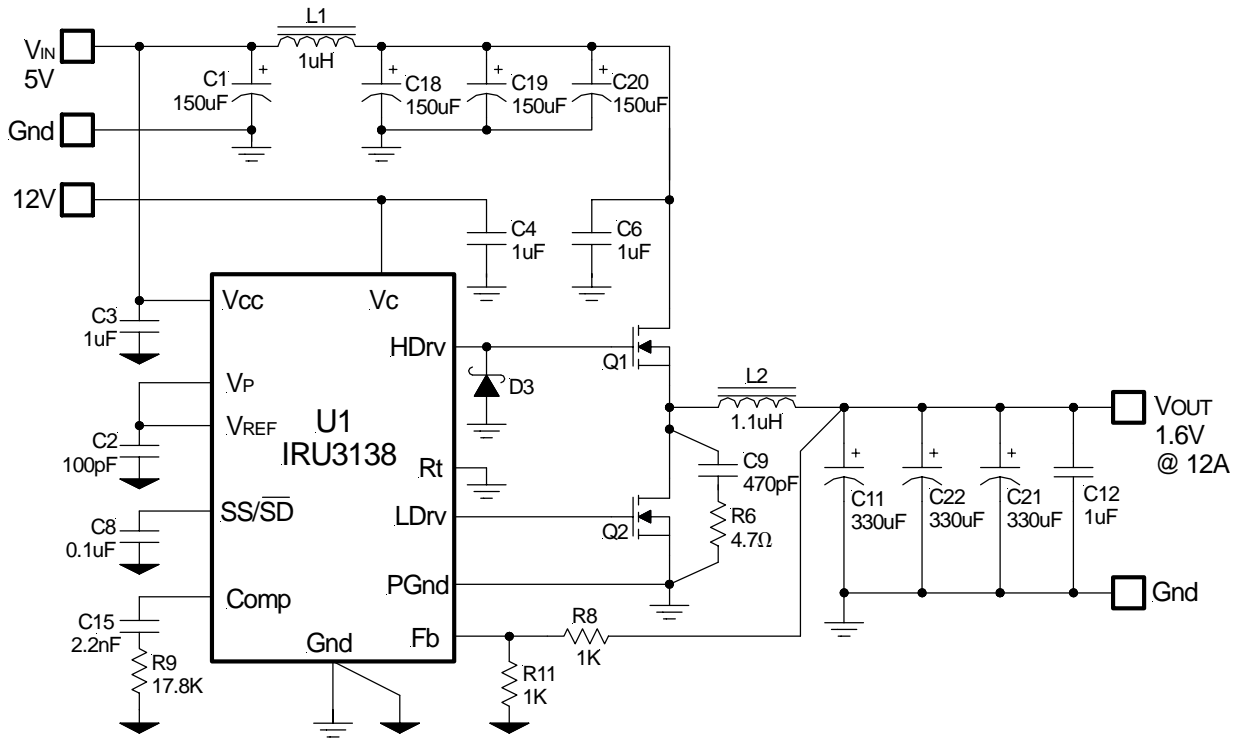 L1
1uH
VIN
5V
C1
150uF
C18
150uF
C19
150uF
C20
150uF
Gnd
12V
C4
1uF
C6
1uF
Vcc
Vc
C3
1uF
HDrv
Q1
D3
L2
1.1uH
VP
VREF
C2
100pF
U1
IRU3138
Rt
C9
470pF
R6
4.7Ω
VOUT
1.6V
@ 12A
C11
330uF
C22
330uF
C21
330uF
C12
1uF
SS/SD
C8
0.1uF
LDrv
Q2
PGnd
Gnd
Comp
C15
2.2nF
R9
17.8K
Gnd
Fb
R8
1K
R11
1K